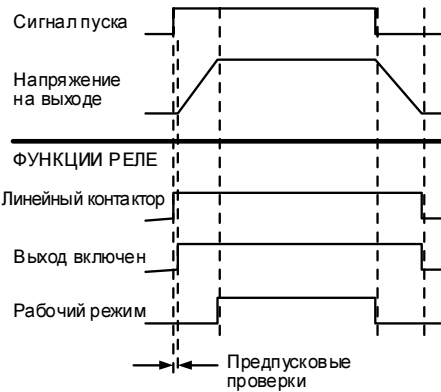 Сигнал пуска
Напряжение
на выходе
ФУНКЦИИ РЕЛЕ
Линейный контактор
Выход включен
Рабочий режим
Предпусковые
проверки